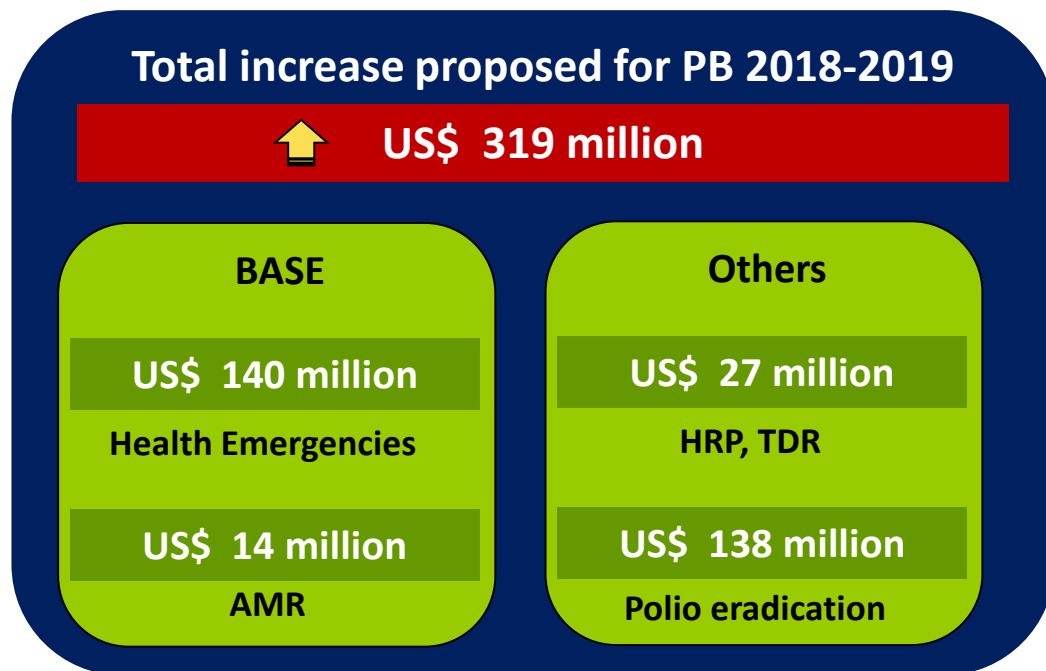 Total increase proposed for PB 2018-2019
US$ 319 million
BASE
US$ 140 million
Health Emergencies
US$ 14 million
AMR
Others
US$ 27 million
HRP, TDR
US$ 138 million
Polio eradication